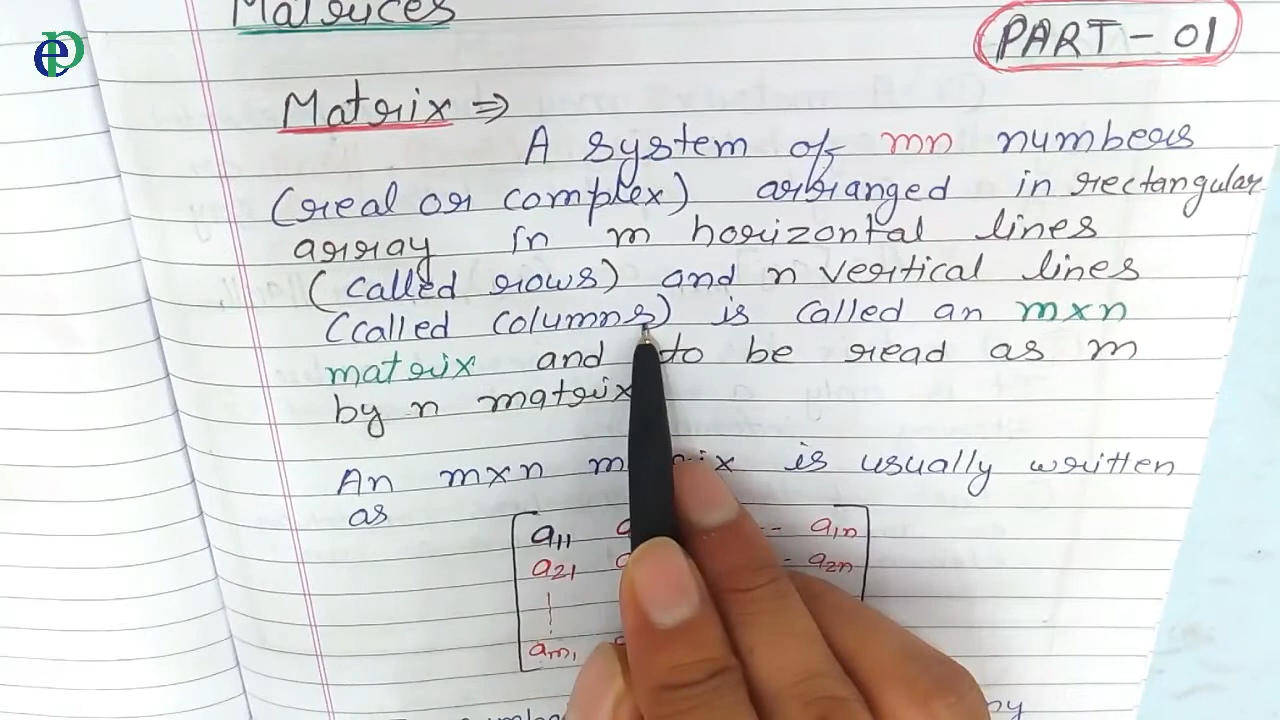 Matrices
PART - 01
Matrix ⇒
A system of mn numbers
(real or complex) arranged in rectangular
array in m horizontal lines
(called rows) and n vertical lines
(called columns) is called an m×n
matrix and to be read as m
by n matrix
An m×n is usually written
as
a11 - a1n
a21 - a2n
am1